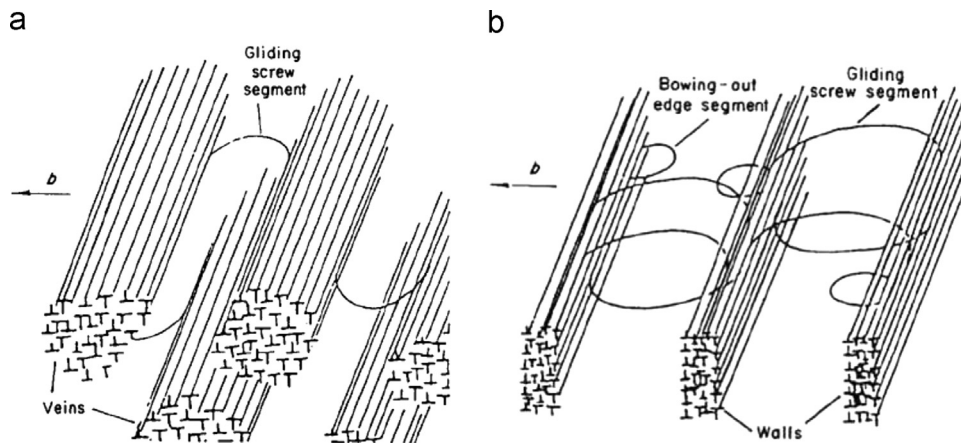 a
Gliding
screw
segment
b
Veins
b
Bowing-out
edge segment
Gliding
screw segment
b
Walls